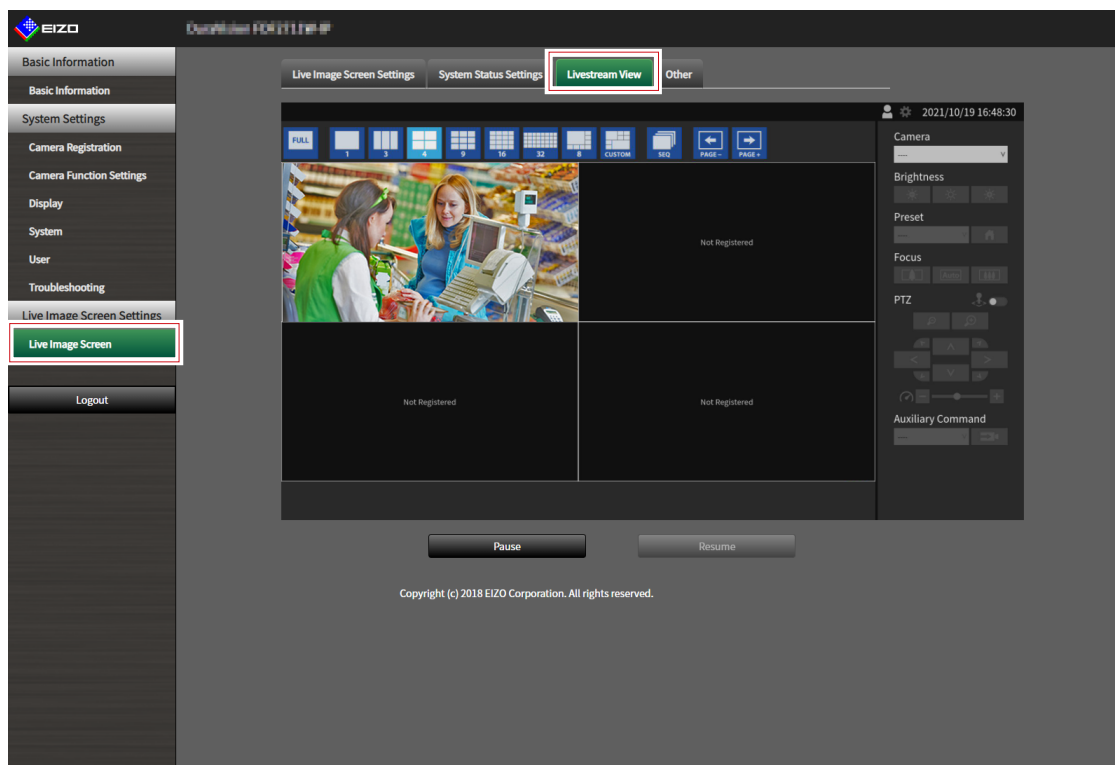 EIZO
Basic Information
Basic Information
System Settings
Camera Registration
Camera Function Settings
Display
System
User
Troubleshooting
Live Image Screen Settings
Live Image Screen
Logout
Live Image Screen Settings
System Status Settings
Livestream View
Other
2021/10/19 16:48:30
FULL
1
3
4
9
16
32
8
CUSTOM
SEQ
PAGE -
PAGE +
Not Registered
Not Registered
Not Registered
Camera
Brightness
Preset
Focus
Auto
PTZ
Auxiliary Command
Pause
Resume
Copyright (c) 2018 EIZO Corporation. All rights reserved.